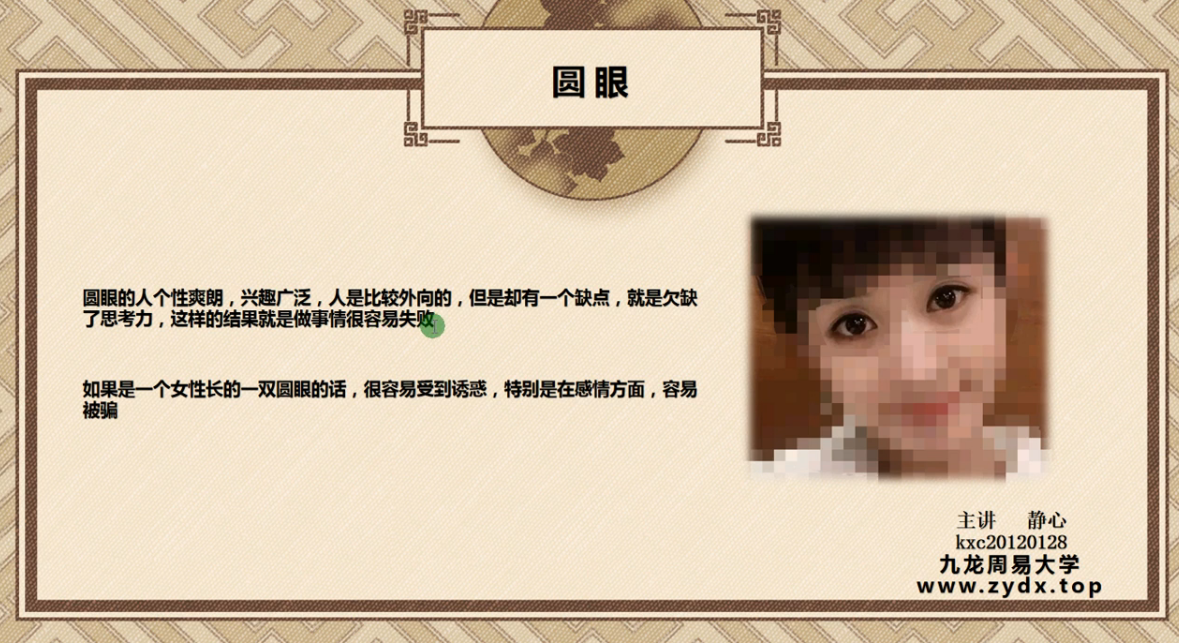 圆眼
圆眼的人个性爽朗，兴趣广泛，人是比较外向的，但是却有一个缺点，就是欠缺
了思考力，这样的结果就是做事情很容易失败
如果是一个女性长的一双圆眼的话，很容易受到诱惑，特别是在感情方面，容易
被骗
主讲 静心
kxc20120128
九龙周易大学
www.zydx.top